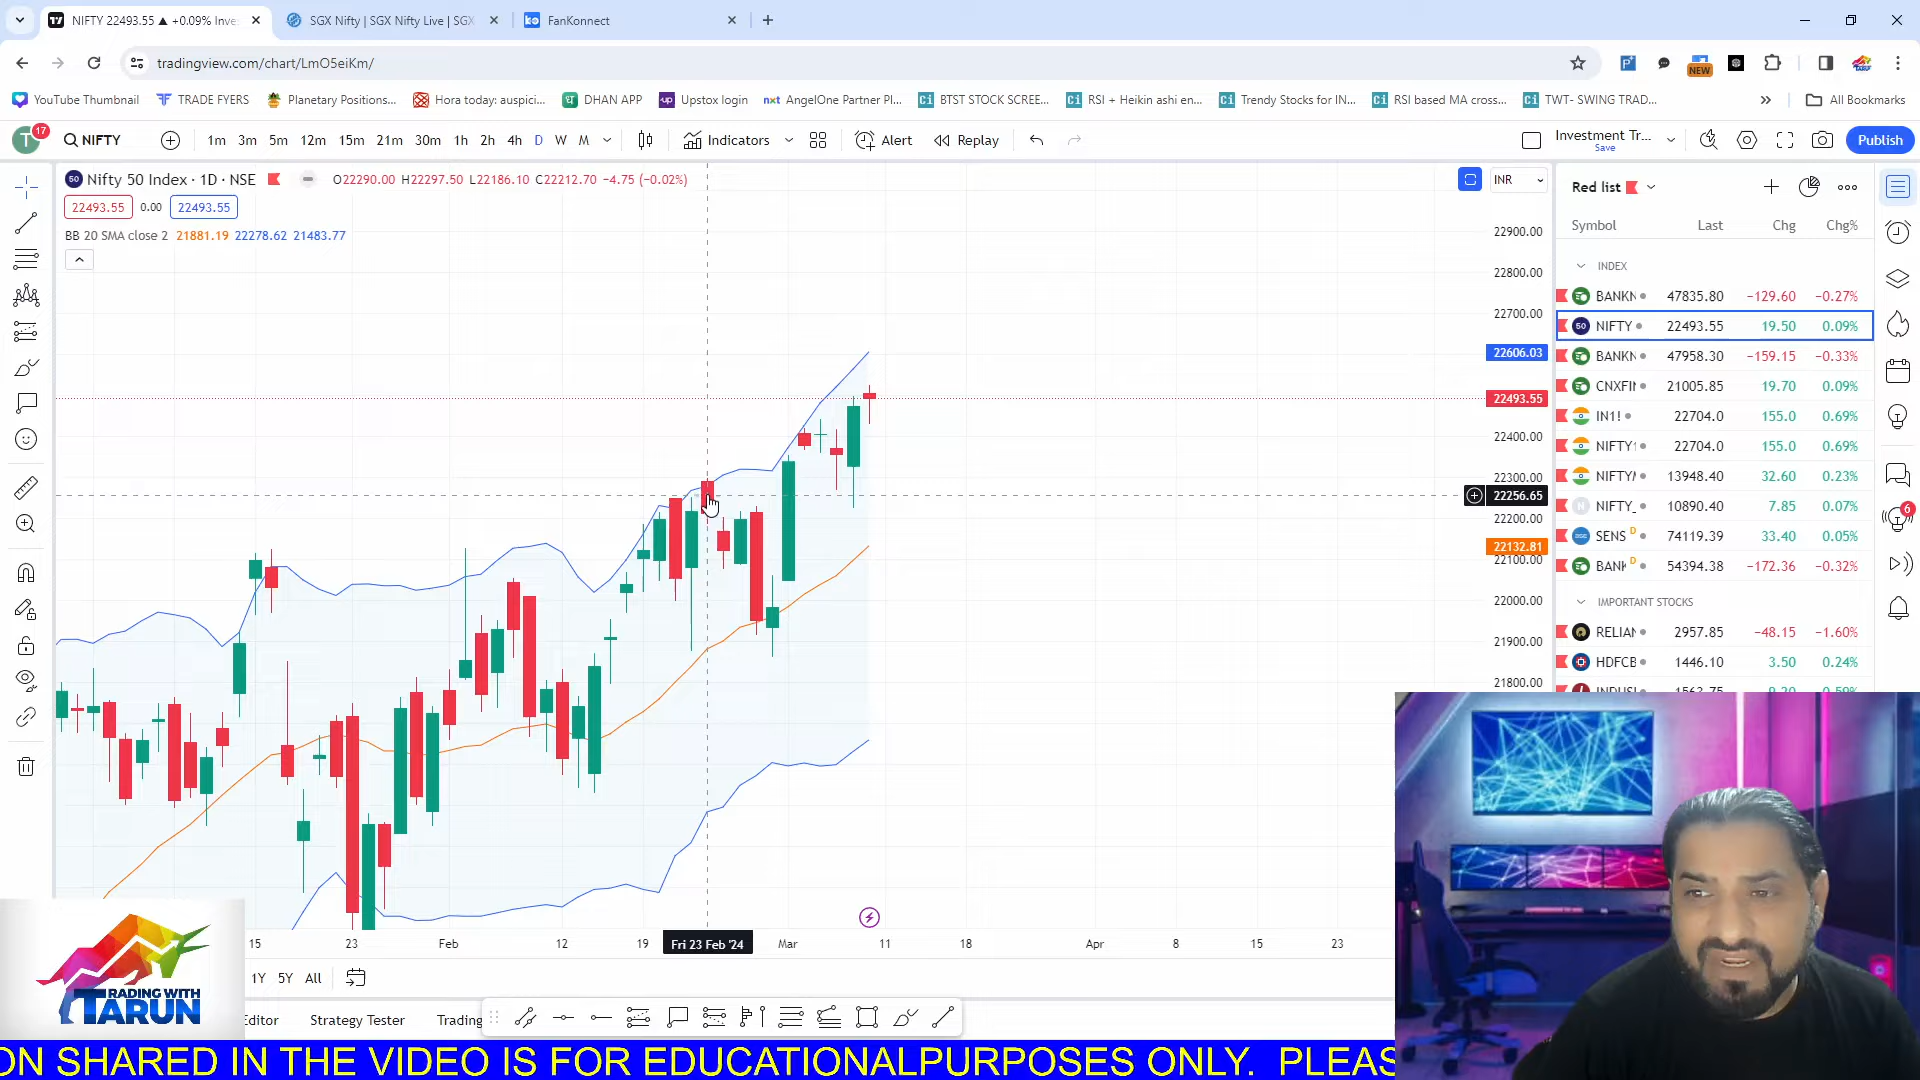 NIFTY 22493.55 ▲ +0.09% Inve
SGX Nifty | SGX Nifty Live | SGX
FanKonnect
tradingview.com/chart/LmO5eiKm/
NEW
YouTube Thumbnail
TRADE FYERS
Planetary Positions...
Hora today: auspici...
DHAN APP
Upstox login
nxt AngelOne Partner Pl...
BTST STOCK SCREE...
RSI + Heikin ashi en...
Trendy Stocks for IN...
RSI based MA cross...
TWT- SWING TRAD...
All Bookmarks
T 17 NIFTY 1m 3m 5m 12m 15m 21m 30m 1h 2h 4h D W M Indicators Alert Replay
Investment Tr...
Save
Publish
50 Nifty 50 Index · 1D · NSE O22290.00 H22297.50 L22186.10 C22212.70 −4.75 (−0.02%)
22493.55 0.00 22493.55
BB 20 SMA close 2 21881.19 22278.62 21483.77
INR
22900.00
22800.00
22700.00
22606.03
22493.55
22400.00
22300.00
22256.65
22200.00
22132.81
22100.00
22000.00
21900.00
21800.00
15 23 Feb 12 19 Fri 23 Feb '24 Mar 11 18 Apr 8 15 23
Red list
Symbol Last Chg Chg%
INDEX
BANKN 47835.80 −129.60 −0.27%
50 NIFTY 22493.55 19.50 0.09%
BANKN 47958.30 −159.15 −0.33%
CNXFIN 21005.85 19.70 0.09%
IN1! 22704.0 155.0 0.69%
NIFTY1 22704.0 155.0 0.69%
NIFTYM 13948.40 32.60 0.23%
N NIFTY_ 10890.40 7.85 0.07%
SENS D 74119.39 33.40 0.05%
BANK D 54394.38 −172.36 −0.32%
IMPORTANT STOCKS
RELIAN 2957.85 −48.15 −1.60%
HDFCB 1446.10 3.50 0.24%
6
1Y 5Y All
Editor Strategy Tester Trading
TRADING WITH
TARUN
ON SHARED IN THE VIDEO IS FOR EDUCATIONALPURPOSES ONLY. PLEAS